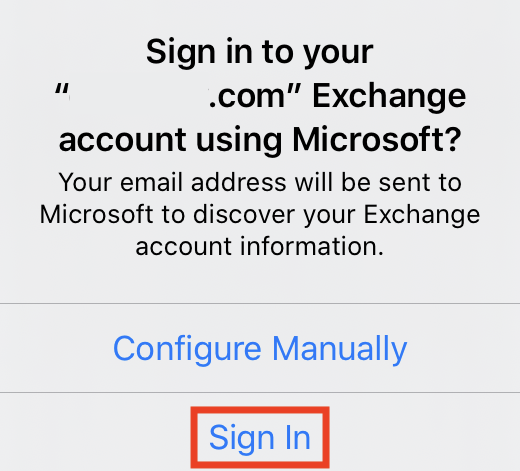 Sign in to your
“ .com” Exchange
account using Microsoft?
Your email address will be sent to
Microsoft to discover your Exchange
account information.
Configure Manually
Sign In